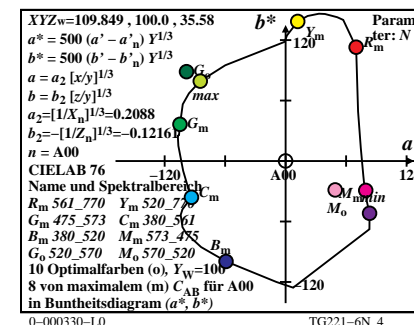 XYZw=109.849, 100.0, 35.58
a* = 500 (a' - a'n) Y1/3
b* = 500 (b' - b'n) Y1/3
a = a2 [x/y]1/3
b = b2 [z/y]1/3
a2=[1/Xn]1/3=0.2088
b2=-[1/Zn]1/3=-0.1216
n = A00
CIELAB 76
Name und Spektralbereich
Rm 561_770 Ym 520_770
Gm 475_573 Cm 380_561
Bm 380_520 Mm 573_475
Go 520_570 Mo 570_520
10 Optimalfarben (o), YW=100
8 von maximalem (m) CAB für A00
in Buntheitsdiagram (a*, b*)
b*
Param
ter: N
120
Ym
Rm
Go
max
Gm
a
-120
A00
12
Cm
Mm
min
Mo
Bm
-120
0-000330-L0
TG221-6N_4